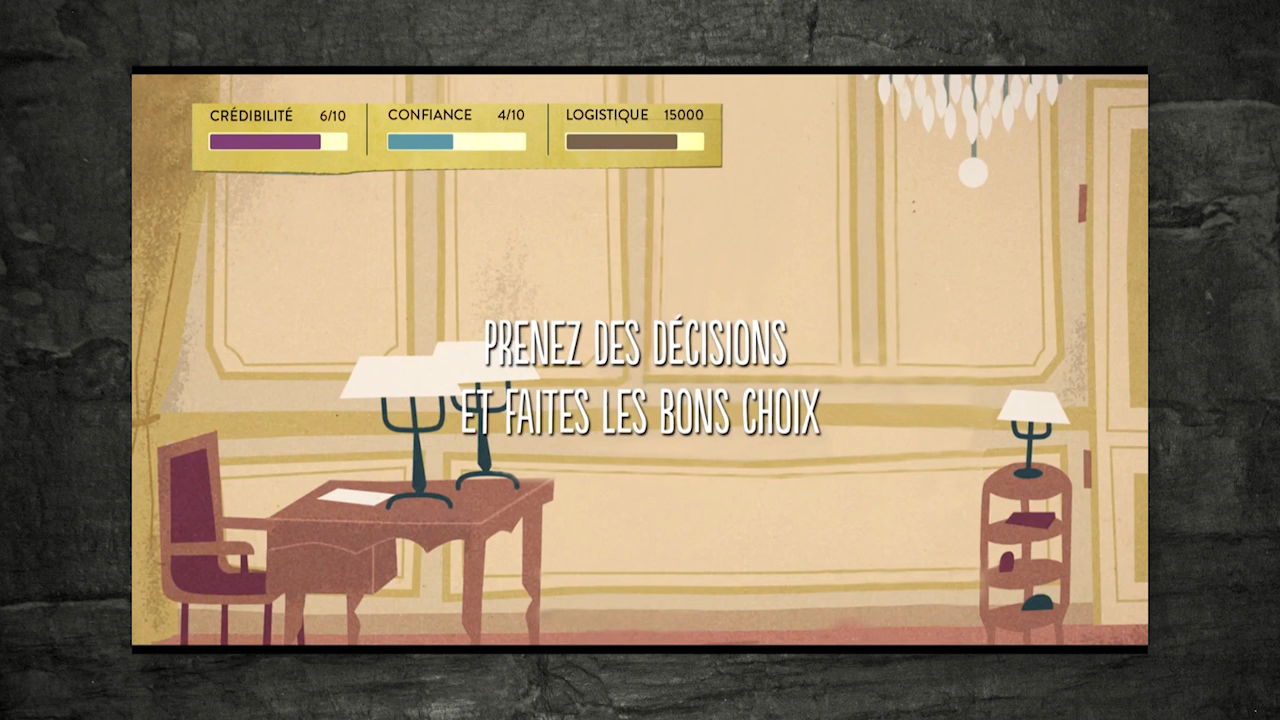 CRÉDIBILITÉ 6/10 CONFIANCE 4/10 LOGISTIQUE 15000
PRENEZ DES DÉCISIONS
ET FAITES LES BONS CHOIX